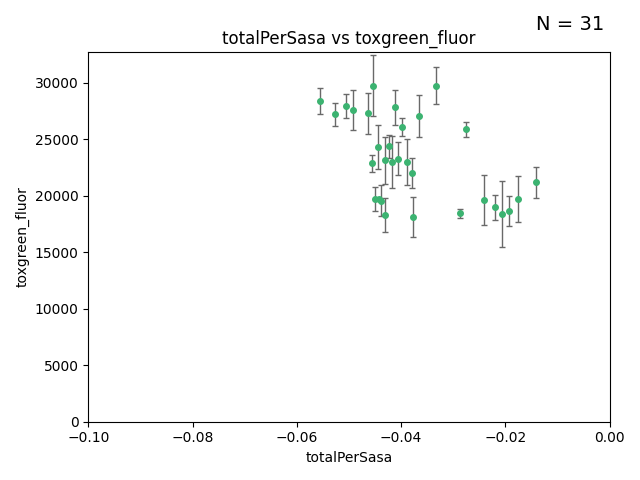 N = 31
totalPerSasa vs toxgreen_fluor
toxgreen_fluor
30000
25000
20000
15000
10000
5000
0
−0.10 −0.08 −0.06 −0.04 −0.02 0.00
totalPerSasa